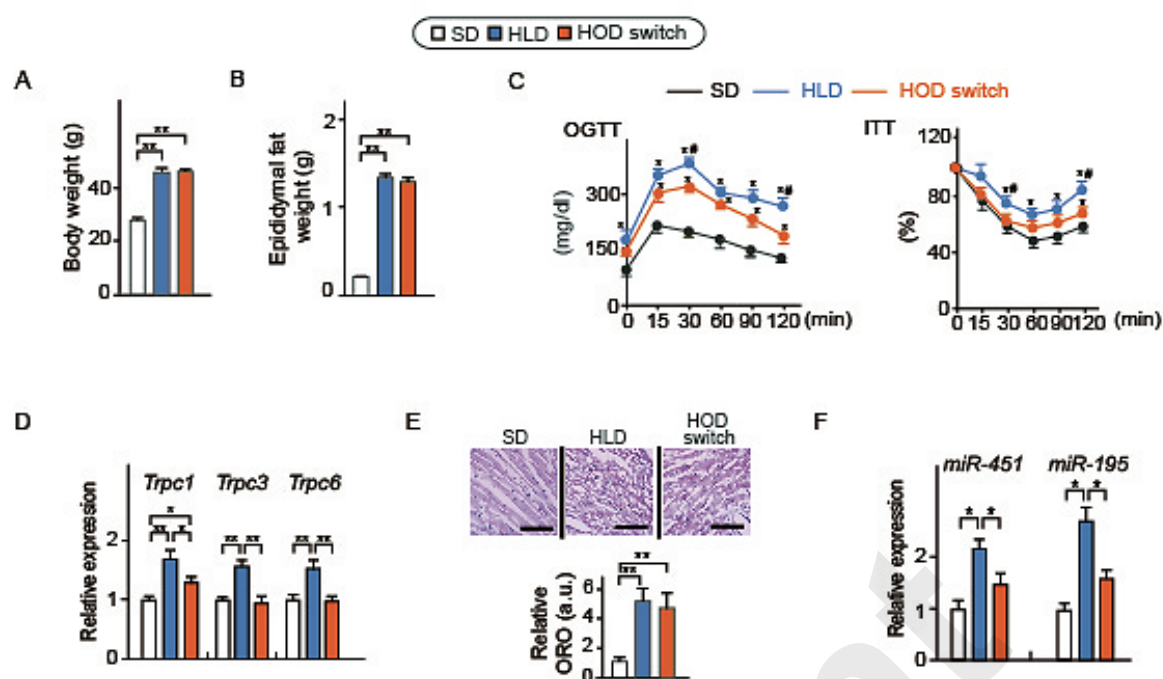 SD HLD HOD switch
A
Body weight (g)
40
20
0
**
**
B
Epididymal fat
weight (g)
2
1
0
**
**
C
SD HLD HOD switch
OGTT
(mg/dl)
300
150
0
* *# * * *#
* * * * * *
0 15 30 60 90 120 (min)
ITT
(%)
120
80
40
0
*# * * *#
*
0 15 30 60 90 120 (min)
D
Relative expression
2
1
0
Trpc1 Trpc3 Trpc6
*
** * ** ** ** **
E
SD HLD HOD
switch
Relative
ORO (a.u.)
6
4
2
0
**
**
F
Relative expression
2
1
0
miR-451 miR-195
* * * *